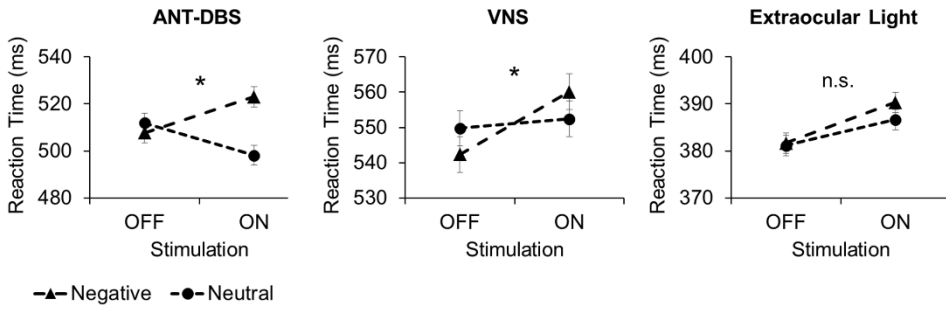 ANT-DBS
Reaction Time (ms)
540
520
500
480
*
OFF
ON
Stimulation
VNS
Reaction Time (ms)
570
560
550
540
530
*
OFF
ON
Stimulation
Extraocular Light
Reaction Time (ms)
400
390
380
370
n.s.
OFF
ON
Stimulation
Negative
Neutral